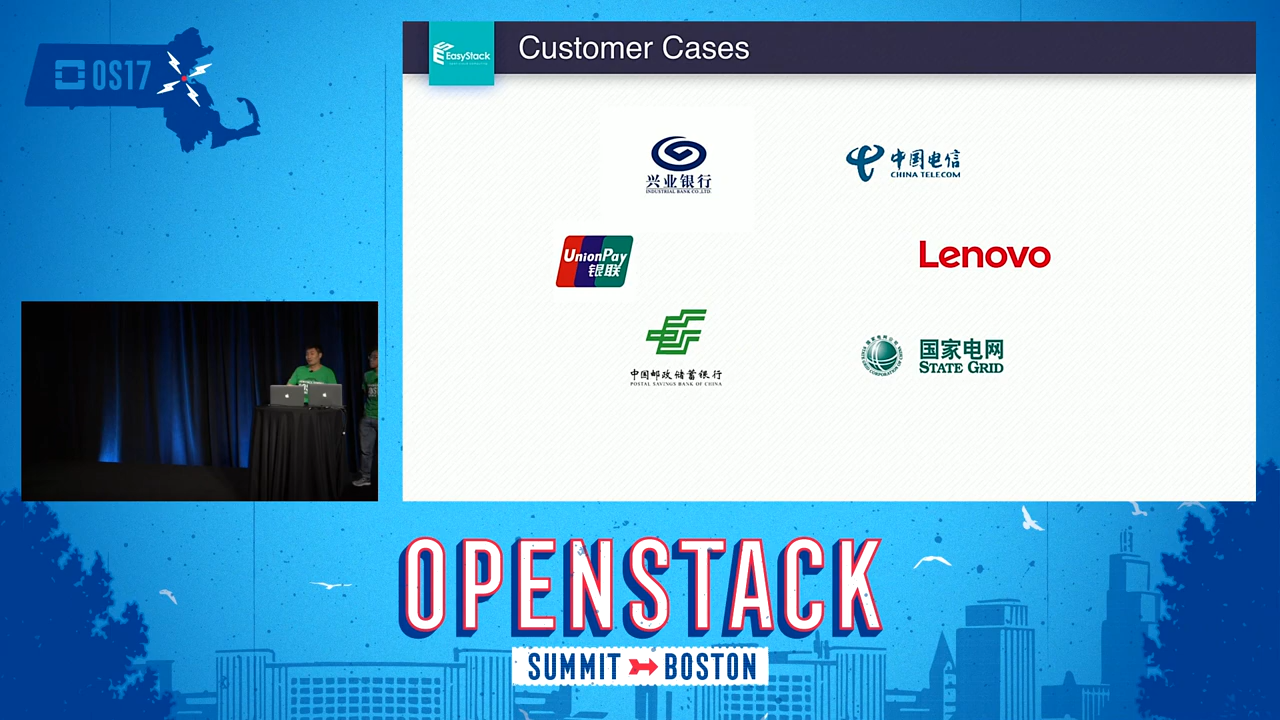 OS17
EasyStack
Customer Cases
兴业银行
INDUSTRIAL BANK CO.,LTD.
中国电信
CHINA TELECOM
UnionPay
银联
Lenovo
中国邮政储蓄银行
POSTAL SAVINGS BANK OF CHINA
国家电网
STATE GRID
OPENSTACK
SUMMIT BOSTON